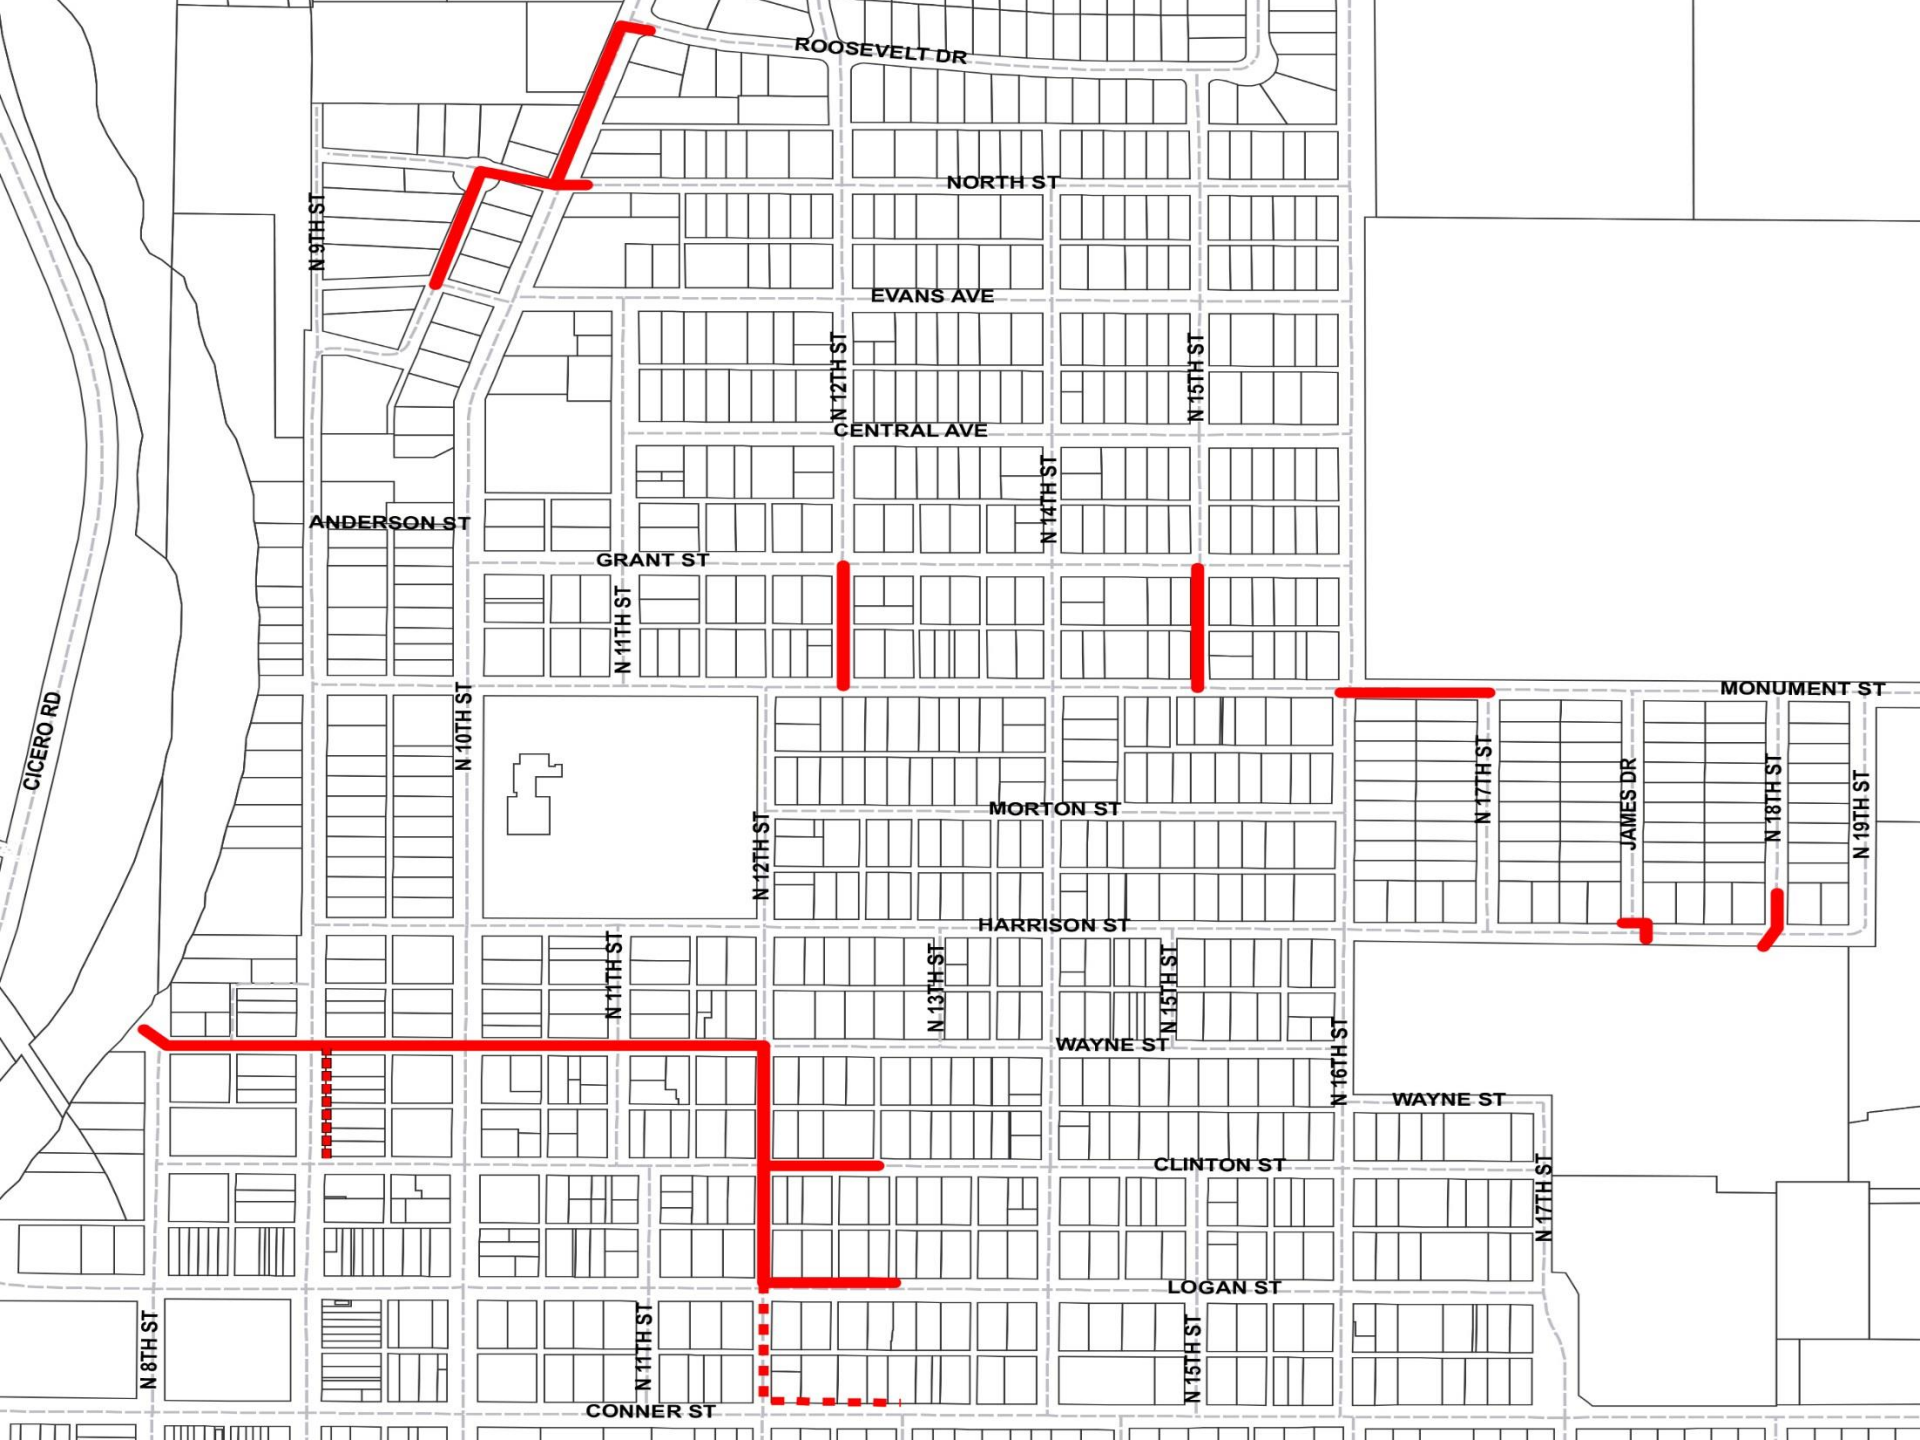 ROOSEVELT DR
NORTH ST
N 9TH ST
EVANS AVE
N 12TH ST
N 15TH ST
CENTRAL AVE
N 14TH ST
ANDERSON ST
GRANT ST
N 11TH ST
MONUMENT ST
CICERO RD
N 10TH ST
N 17TH ST
JAMES DR
N 18TH ST
N 19TH ST
MORTON ST
N 12TH ST
HARRISON ST
N 11TH ST
N 13TH ST
N 15TH ST
N 16TH ST
WAYNE ST
WAYNE ST
CLINTON ST
N 17TH ST
LOGAN ST
N 8TH ST
N 11TH ST
N 15TH ST
CONNER ST